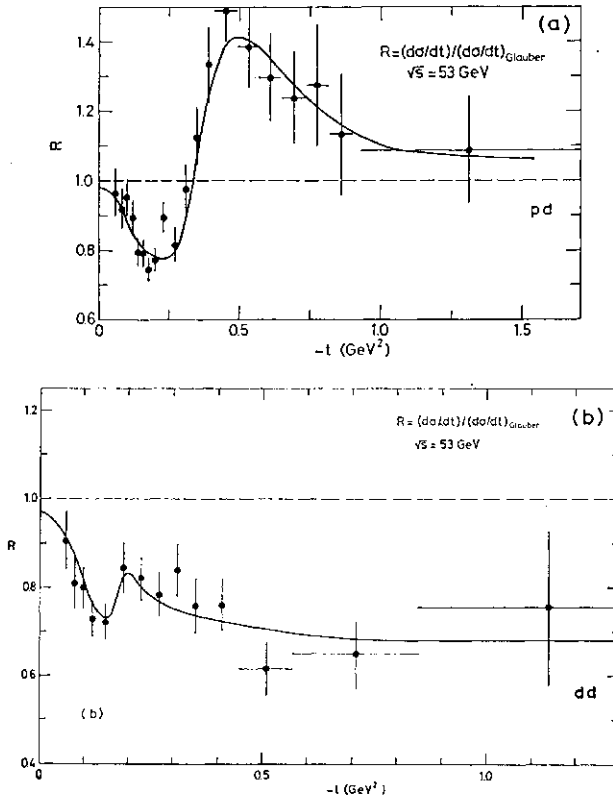 (a)
1.4
R=(dσ/dt)/(dσ/dt)Glauber
√s = 53 GeV
1.2
R
1.0
pd
0.8
0.6
0 0.5 1.0 1.5
-t (GeV²)
(b)
1.2
R=(dσ/dt)/(dσ/dt)Glauber
√s = 53 GeV
1.0
R
0.8
0.6
(b)
dd
0.4
0 0.5 1.0
-t (GeV²)